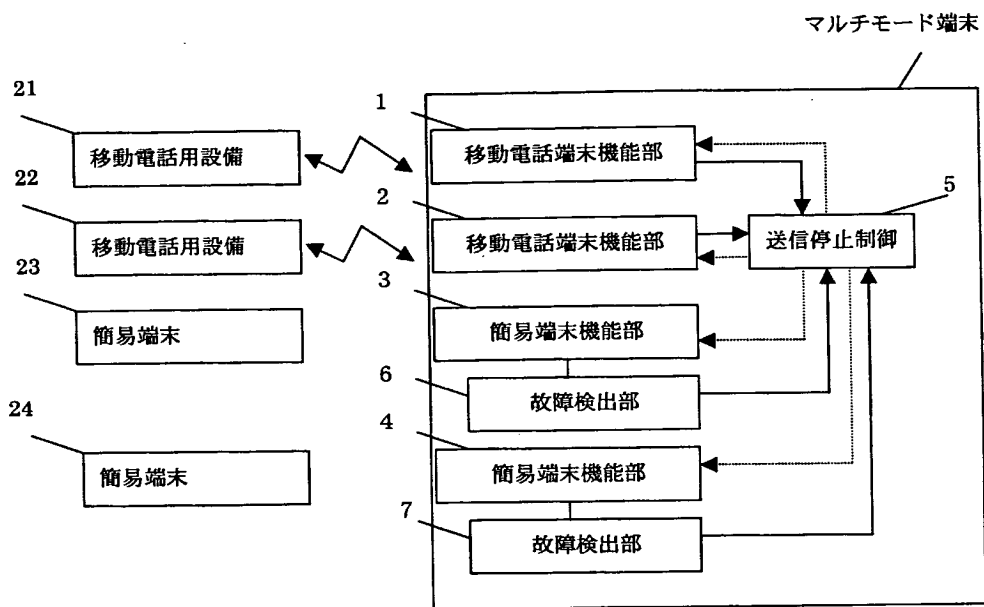 マルチモード端末
21
移動電話用設備
22
移動電話用設備
23
簡易端末
24
簡易端末
1
移動電話端末機能部
2
移動電話端末機能部
5
送信停止制御
3
簡易端末機能部
6
故障検出部
4
簡易端末機能部
7
故障検出部